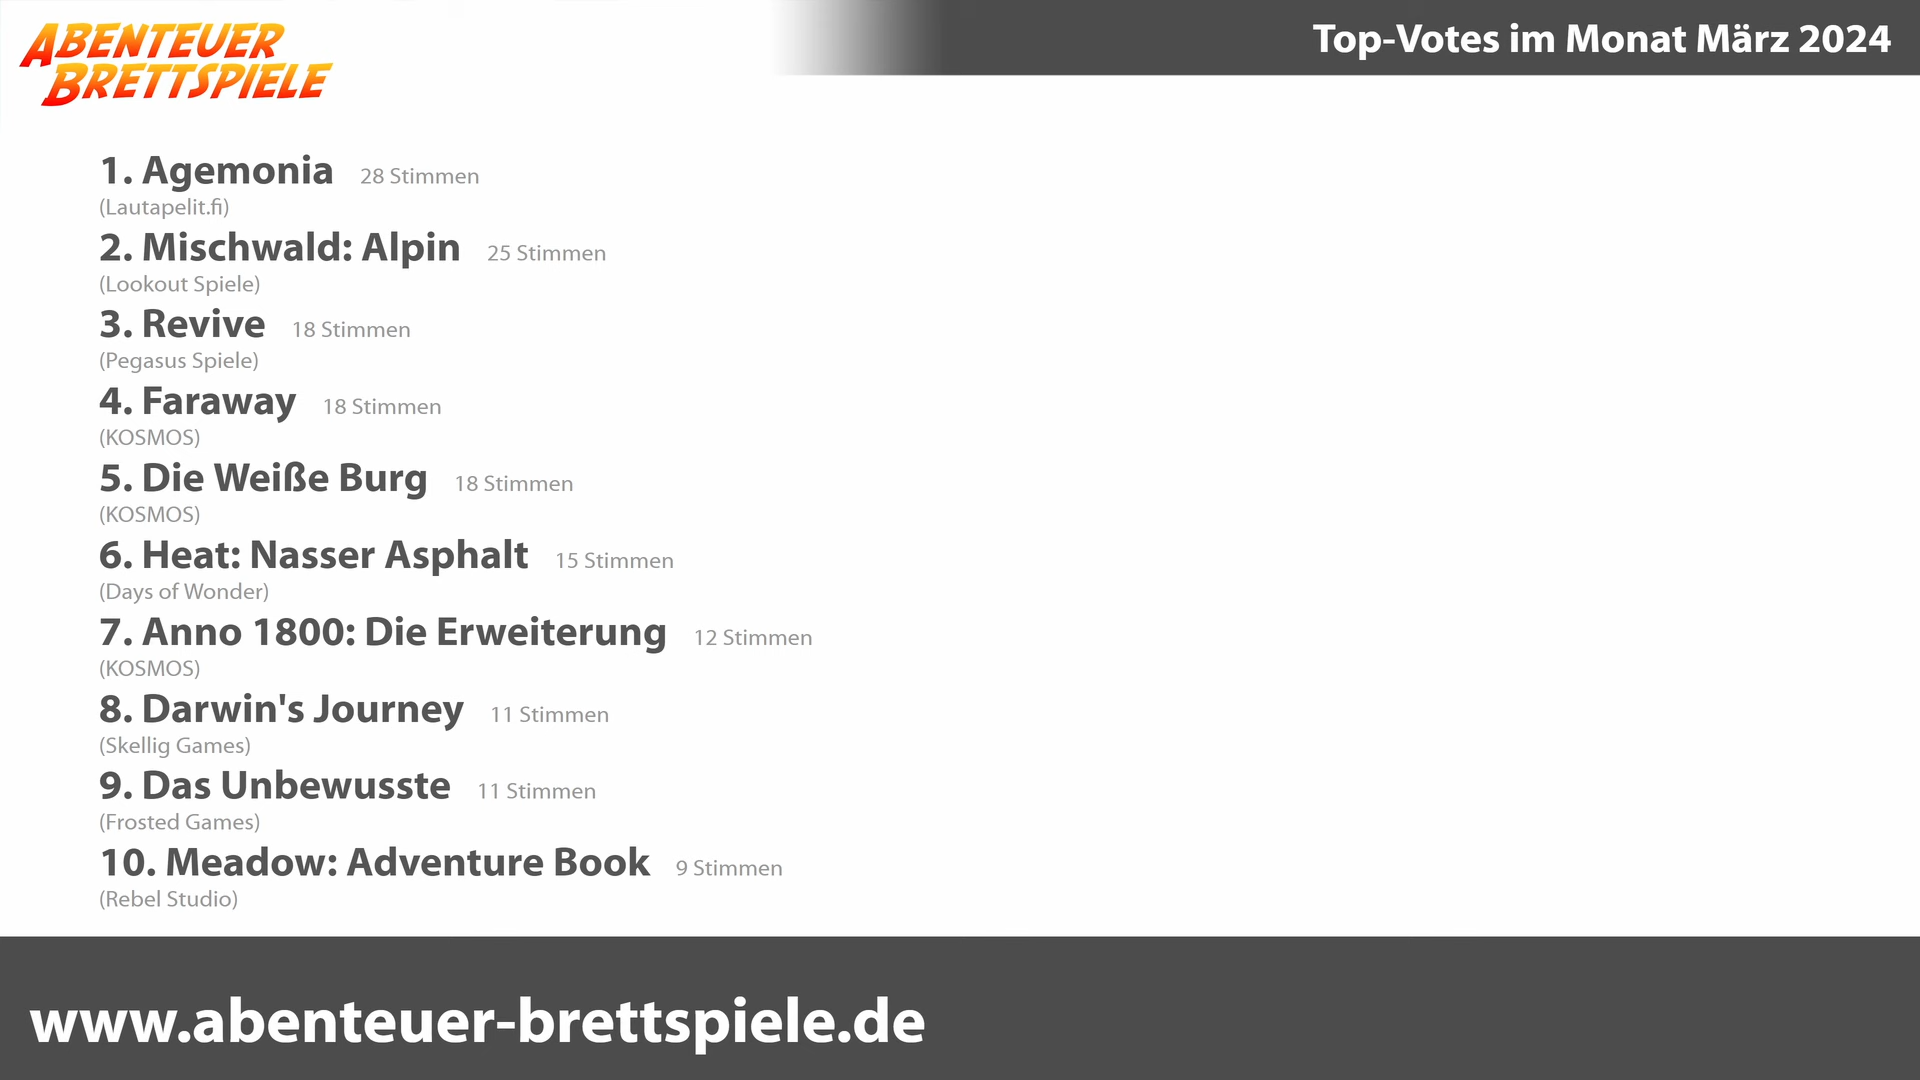 ABENTEUER
BRETTSPIELE
Top-Votes im Monat März 2024
1. Agemonia 28 Stimmen
(Lautapelit.fi)
2. Mischwald: Alpin 25 Stimmen
(Lookout Spiele)
3. Revive 18 Stimmen
(Pegasus Spiele)
4. Faraway 18 Stimmen
(KOSMOS)
5. Die Weiße Burg 18 Stimmen
(KOSMOS)
6. Heat: Nasser Asphalt 15 Stimmen
(Days of Wonder)
7. Anno 1800: Die Erweiterung 12 Stimmen
(KOSMOS)
8. Darwin's Journey 11 Stimmen
(Skellig Games)
9. Das Unbewusste 11 Stimmen
(Frosted Games)
10. Meadow: Adventure Book 9 Stimmen
(Rebel Studio)
www.abenteuer-brettspiele.de